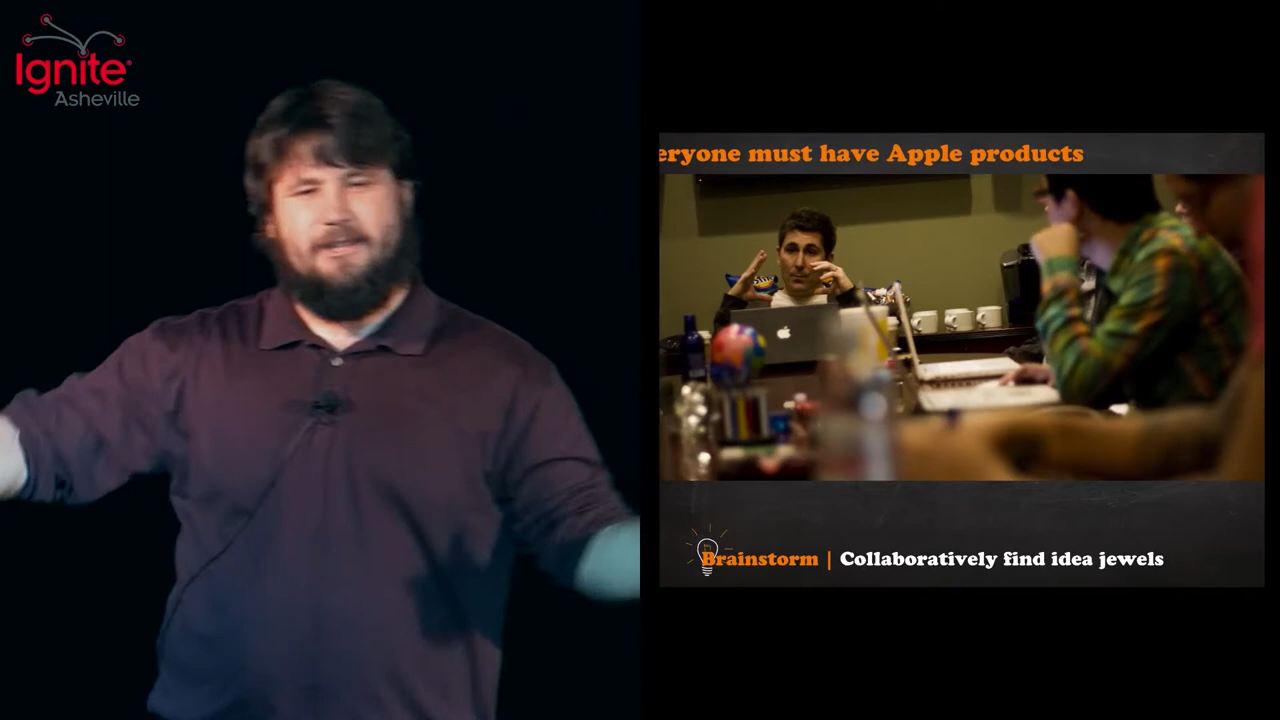 Ignite
Asheville
eryone must have Apple products
Brainstorm | Collaboratively find idea jewels